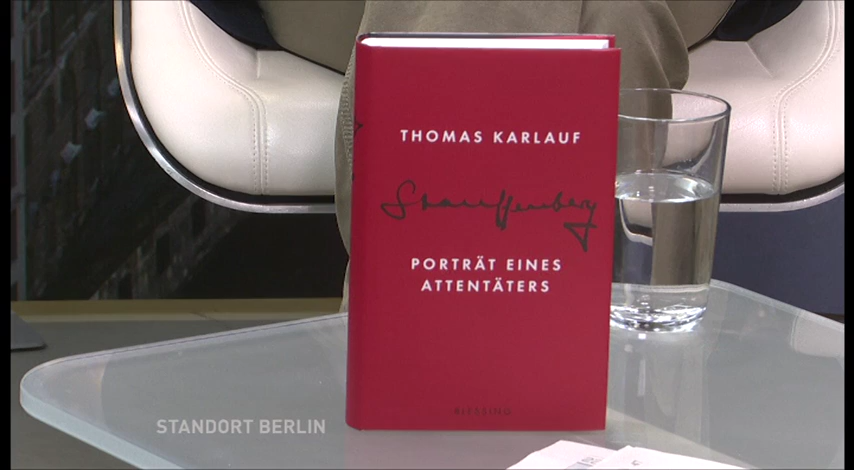 THOMAS KARLAUF
Stauffenberg
PORTRÄT EINES
ATTENTÄTERS
BLESSING
STANDORT BERLIN